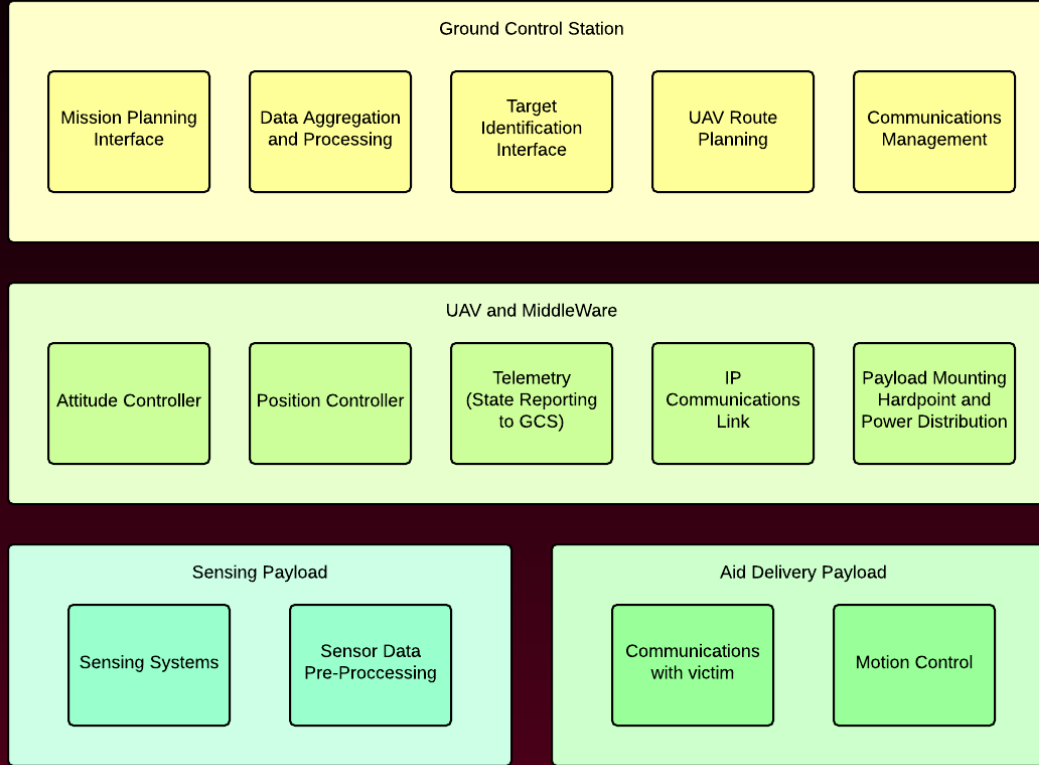 Ground Control Station
Mission Planning
Interface
Data Aggregation
and Processing
Target
Identification
Interface
UAV Route
Planning
Communications
Management
UAV and MiddleWare
Attitude Controller
Position Controller
Telemetry
(State Reporting
to GCS)
IP
Communications
Link
Payload Mounting
Hardpoint and
Power Distribution
Sensing Payload
Sensing Systems
Sensor Data
Pre-Proccessing
Aid Delivery Payload
Communications
with victim
Motion Control